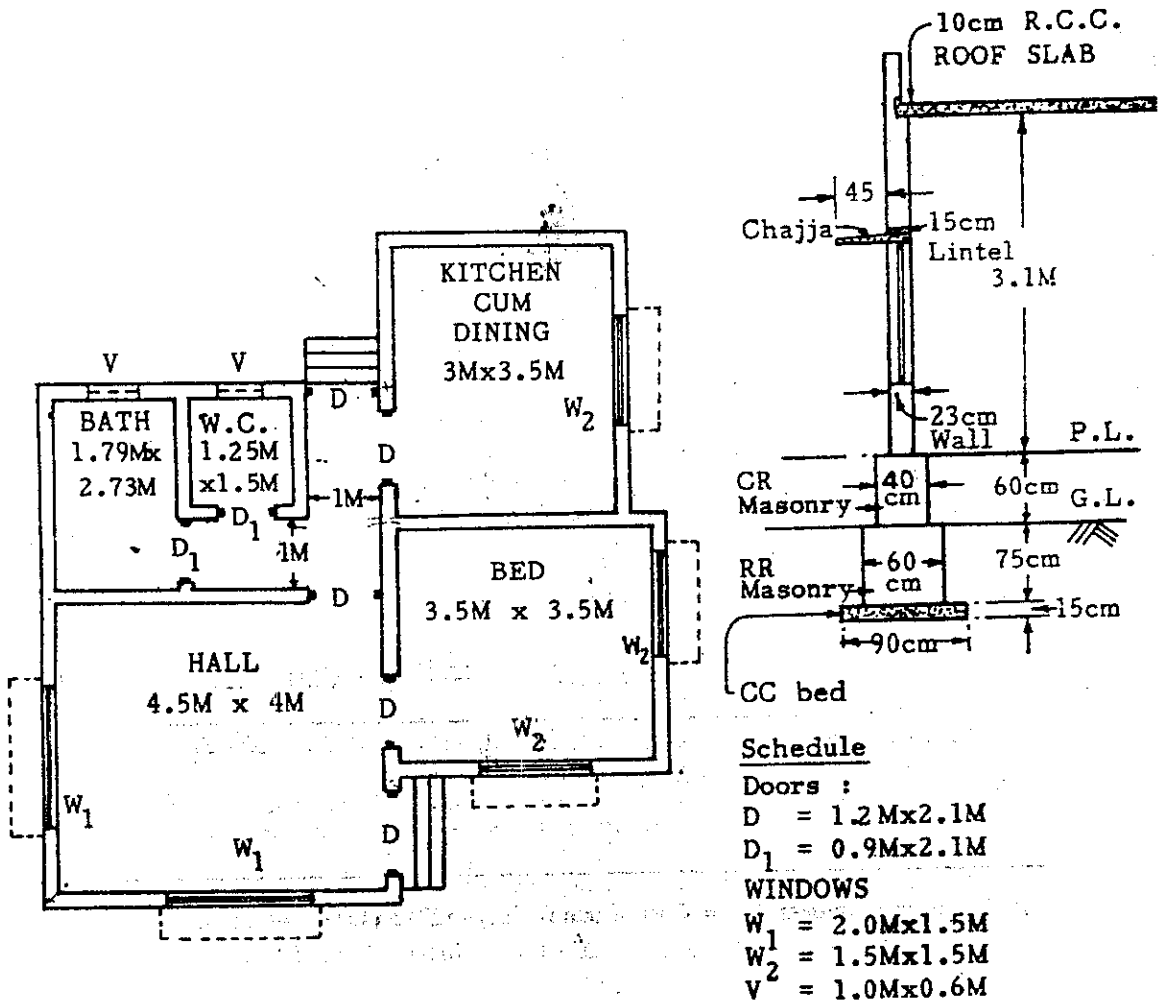 10cm R.C.C.
ROOF SLAB
45
Chajja
15cm
Lintel
3.1M
23cm
Wall
P.L.
CR
Masonry
40
cm
60cm
G.L.
RR
Masonry
60
cm
75cm
15cm
90cm
CC bed
KITCHEN
CUM
DINING
3Mx3.5M
W2
V
V
D
BATH
1.79Mx
2.73M
W.C.
1.25M
x1.5M
D
1M
D1
D1
1M
D
BED
3.5M x 3.5M
W2
HALL
4.5M x 4M
D
W2
W1
W1
D
Schedule
Doors :
D = 1.2Mx2.1M
D1 = 0.9Mx2.1M
WINDOWS
W1 = 2.0Mx1.5M
W2 = 1.5Mx1.5M
V = 1.0Mx0.6M